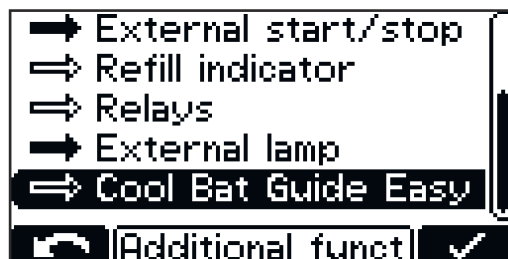 External start/stop
Refill indicator
Relays
External lamp
Cool Bat Guide Easy
Additional funct